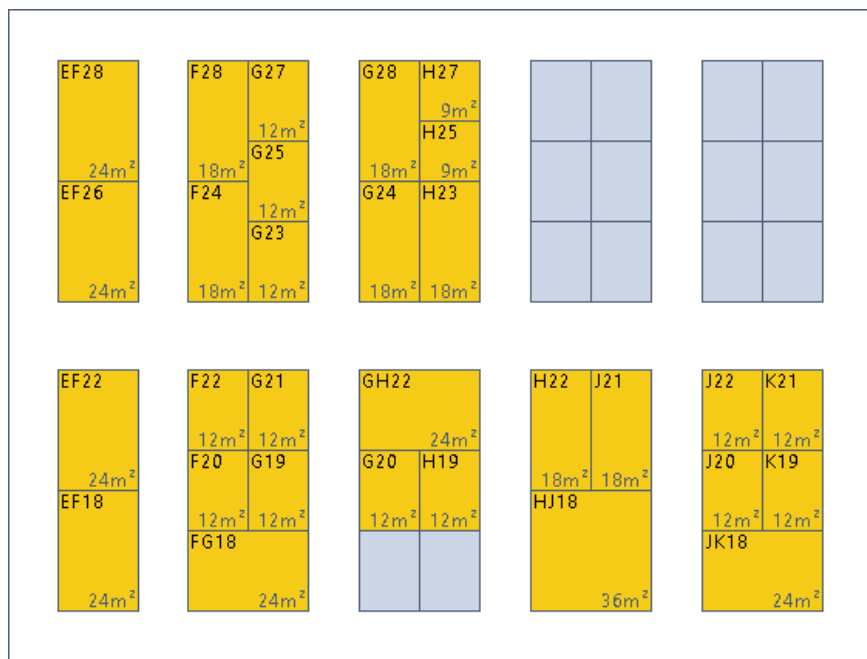 EF28
24m²
EF26
24m²
F28
18m²
F24
18m²
G27
12m²
G25
12m²
G23
12m²
G28
18m²
G24
18m²
H27
9m²
H25
9m²
H23
18m²
EF22
24m²
EF18
24m²
F22
12m²
G21
12m²
F20
12m²
G19
12m²
FG18
24m²
GH22
24m²
G20
12m²
H19
12m²
H22
18m²
J21
18m²
HJ18
36m²
J22
12m²
K21
12m²
J20
12m²
K19
12m²
JK18
24m²